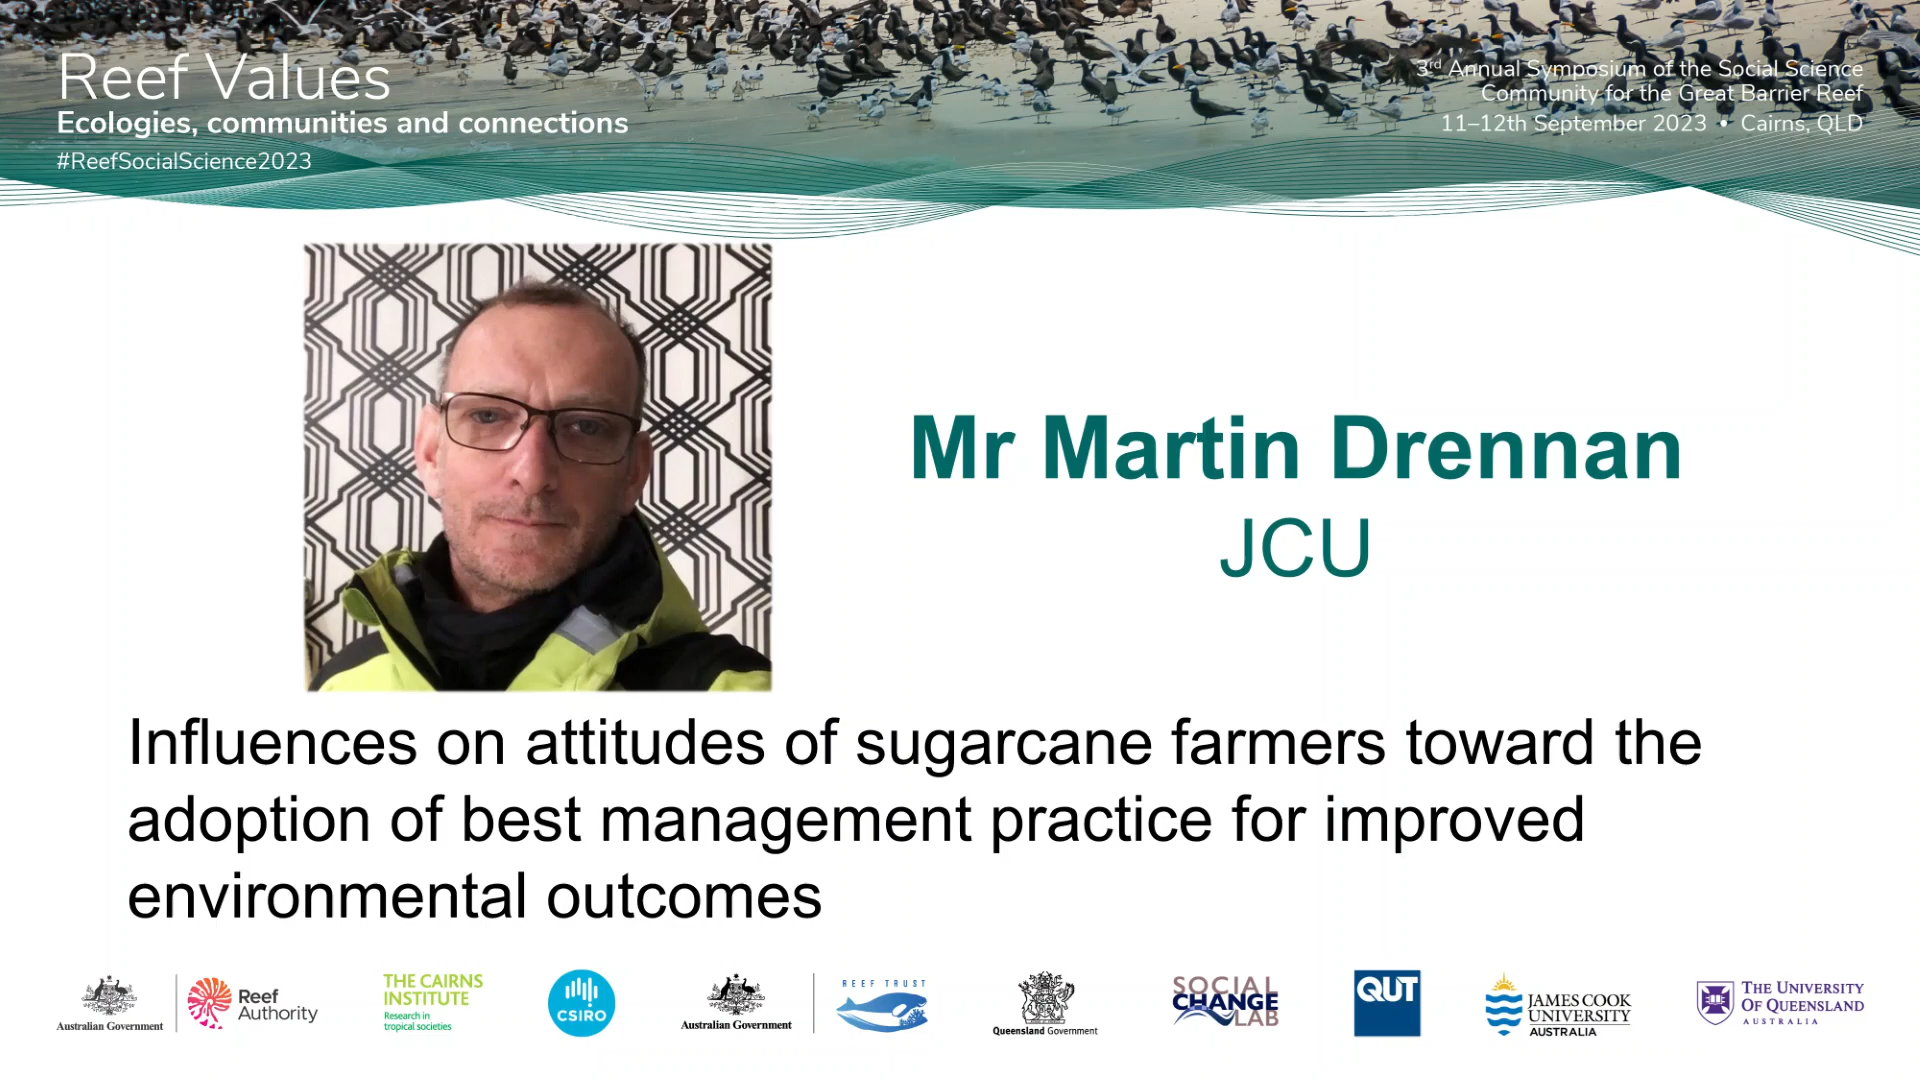 Reef Values
Ecologies, communities and connections
#ReefSocialScience2023
3rd Annual Symposium of the Social Science
Community for the Great Barrier Reef
11–12th September 2023 • Cairns, QLD
Mr Martin Drennan
JCU
Influences on attitudes of sugarcane farmers toward the
adoption of best management practice for improved
environmental outcomes
Australian Government
Reef
Authority
THE CAIRNS
INSTITUTE
Research in
tropical societies
CSIRO
Australian Government
REEF TRUST
Queensland Government
SOCIAL
CHANGE
LAB
QUT
JAMES COOK
UNIVERSITY
AUSTRALIA
THE UNIVERSITY
OF QUEENSLAND
AUSTRALIA